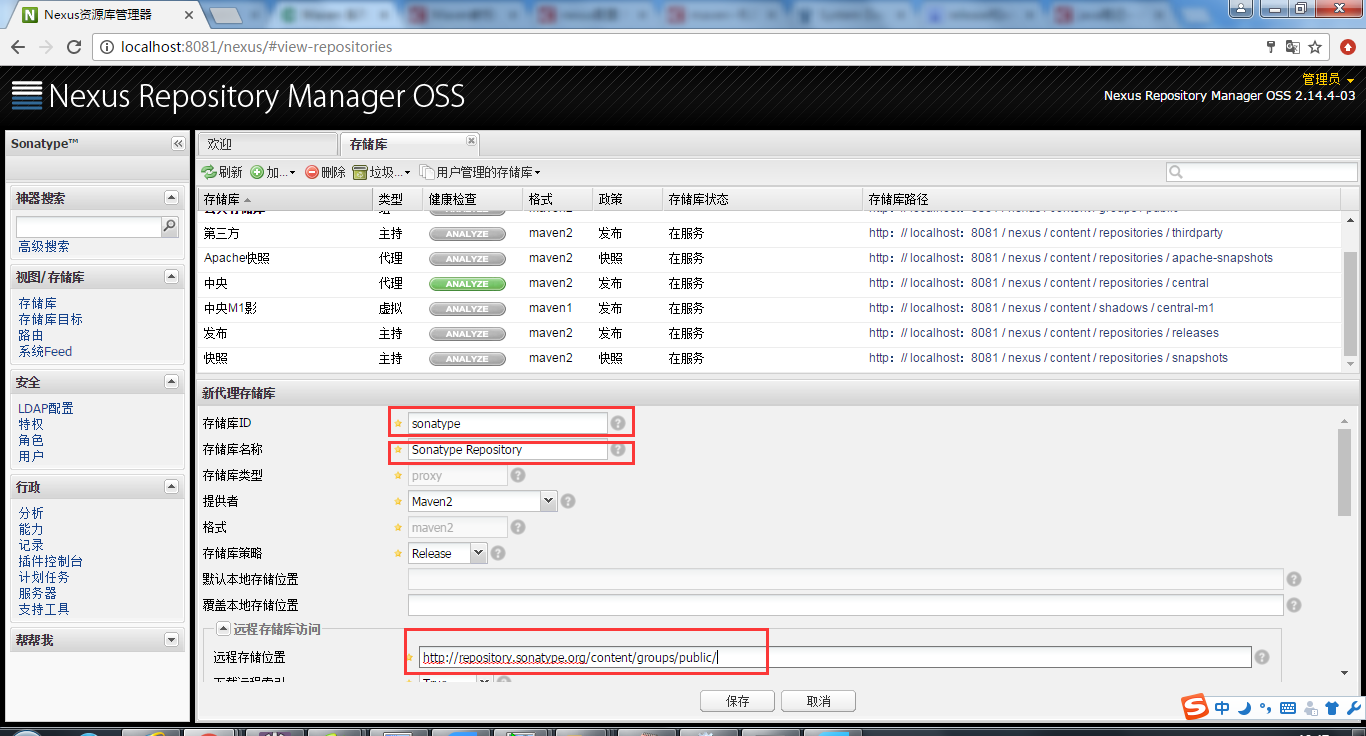 Nexus资源库管理器
localhost:8081/nexus/#view-repositories
Nexus Repository Manager OSS
管理员
Nexus Repository Manager OSS 2.14.4-03
Sonatype™
欢迎
存储库
刷新 加... 删除 垃圾... 用户管理的存储库
神器搜索
高级搜索
视图/存储库
存储库
存储库目标
路由
系统Feed
安全
LDAP配置
特权
角色
用户
行政
分析
能力
记录
插件控制台
计划任务
服务器
支持工具
帮帮我
存储库 类型 健康检查 格式 政策 存储库状态 存储库路径
第三方 主持 ANALYZE maven2 发布 在服务 http：// localhost：8081 / nexus / content / repositories / thirdparty
Apache快照 代理 ANALYZE maven2 快照 在服务 http：// localhost：8081 / nexus / content / repositories / apache-snapshots
中央 代理 ANALYZE maven2 发布 在服务 http：// localhost：8081 / nexus / content / repositories / central
中央M1影 虚拟 ANALYZE maven1 发布 在服务 http：// localhost：8081 / nexus / content / shadows / central-m1
发布 主持 ANALYZE maven2 发布 在服务 http：// localhost：8081 / nexus / content / repositories / releases
快照 主持 ANALYZE maven2 快照 在服务 http：// localhost：8081 / nexus / content / repositories / snapshots
新代理存储库
存储库ID sonatype
存储库名称 Sonatype Repository
存储库类型 proxy
提供者 Maven2
格式 maven2
存储库策略 Release
默认本地存储位置
覆盖本地存储位置
远程存储库访问
远程存储位置 http://repository.sonatype.org/content/groups/public/
下载远程索引 True
保存 取消
S 中